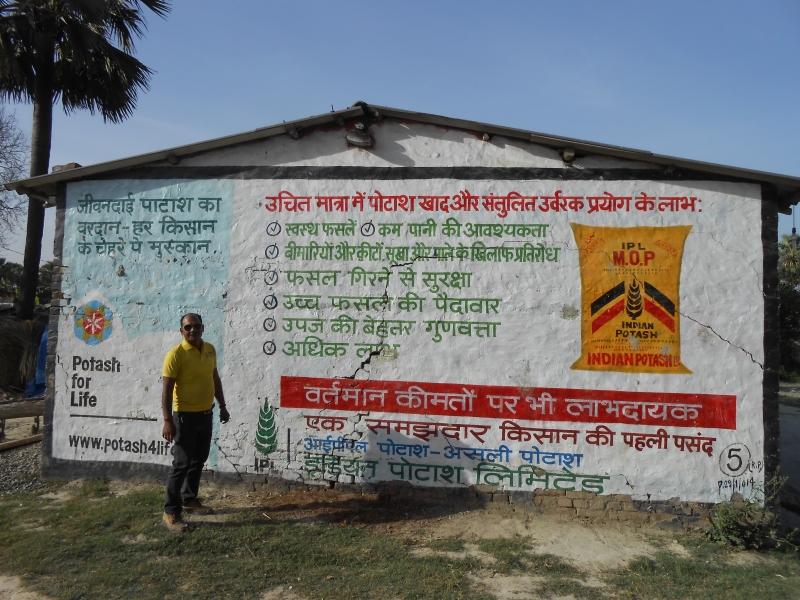 जीवनदाई पाटाश का
वरदान-हर किसान
के चेहरे पे मुस्कान
Potash
for
Life
www.potash4life
उचित मात्रा में पोटाश खाद और संतुलित उर्वरक प्रयोग के लाभ:
स्वस्थ फसलें कम पानी की आवश्यकता
बीमारियों और कीटों, सूखा और पाले के खिलाफ प्रतिरोध
फसल गिरने से सुरक्षा
उच्च फसल की पैदावार
उपज की बेहतर गुणवत्ता
अधिक लाभ
IPL
M.O.P
INDIAN
POTASH
INDIAN POTASH LTD
वर्तमान कीमतों पर भी लाभदायक
एक समझदार किसान की पहली पसंद
आईपीएल पोटाश-असली पोटाश
इंडियन पोटाश लिमिटेड
IPL
5